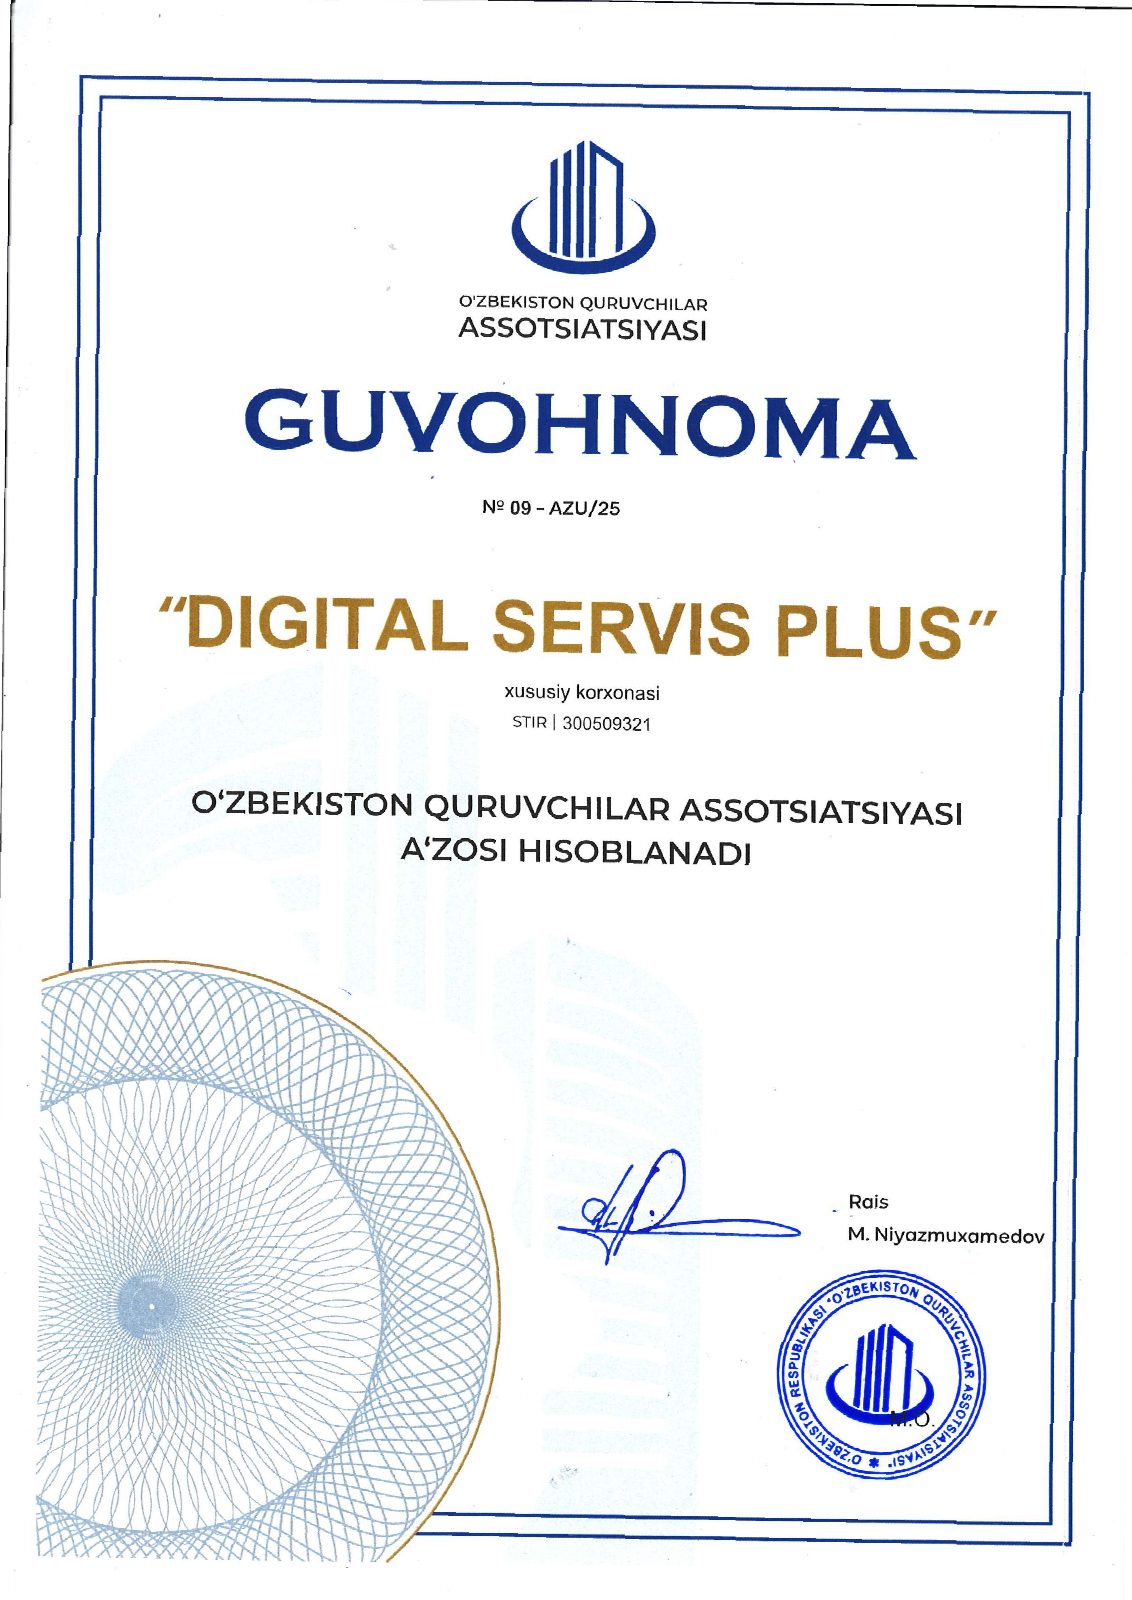 O'ZBEKISTON QURUVCHILAR
ASSOTSIATSIYASI
GUVOHNOMA
№ 09 – AZU/25
“DIGITAL SERVIS PLUS”
xususiy korxonasi
STIR | 300509321
O‘ZBEKISTON QURUVCHILAR ASSOTSIATSIYASI
A‘ZOSI HISOBLANADI
Rais
M. Niyazmuxamedov
O'ZBEKISTON RESPUBLIKASI "O'ZBEKISTON QURUVCHILAR ASSOTSIATSIYASI" *
M.O.